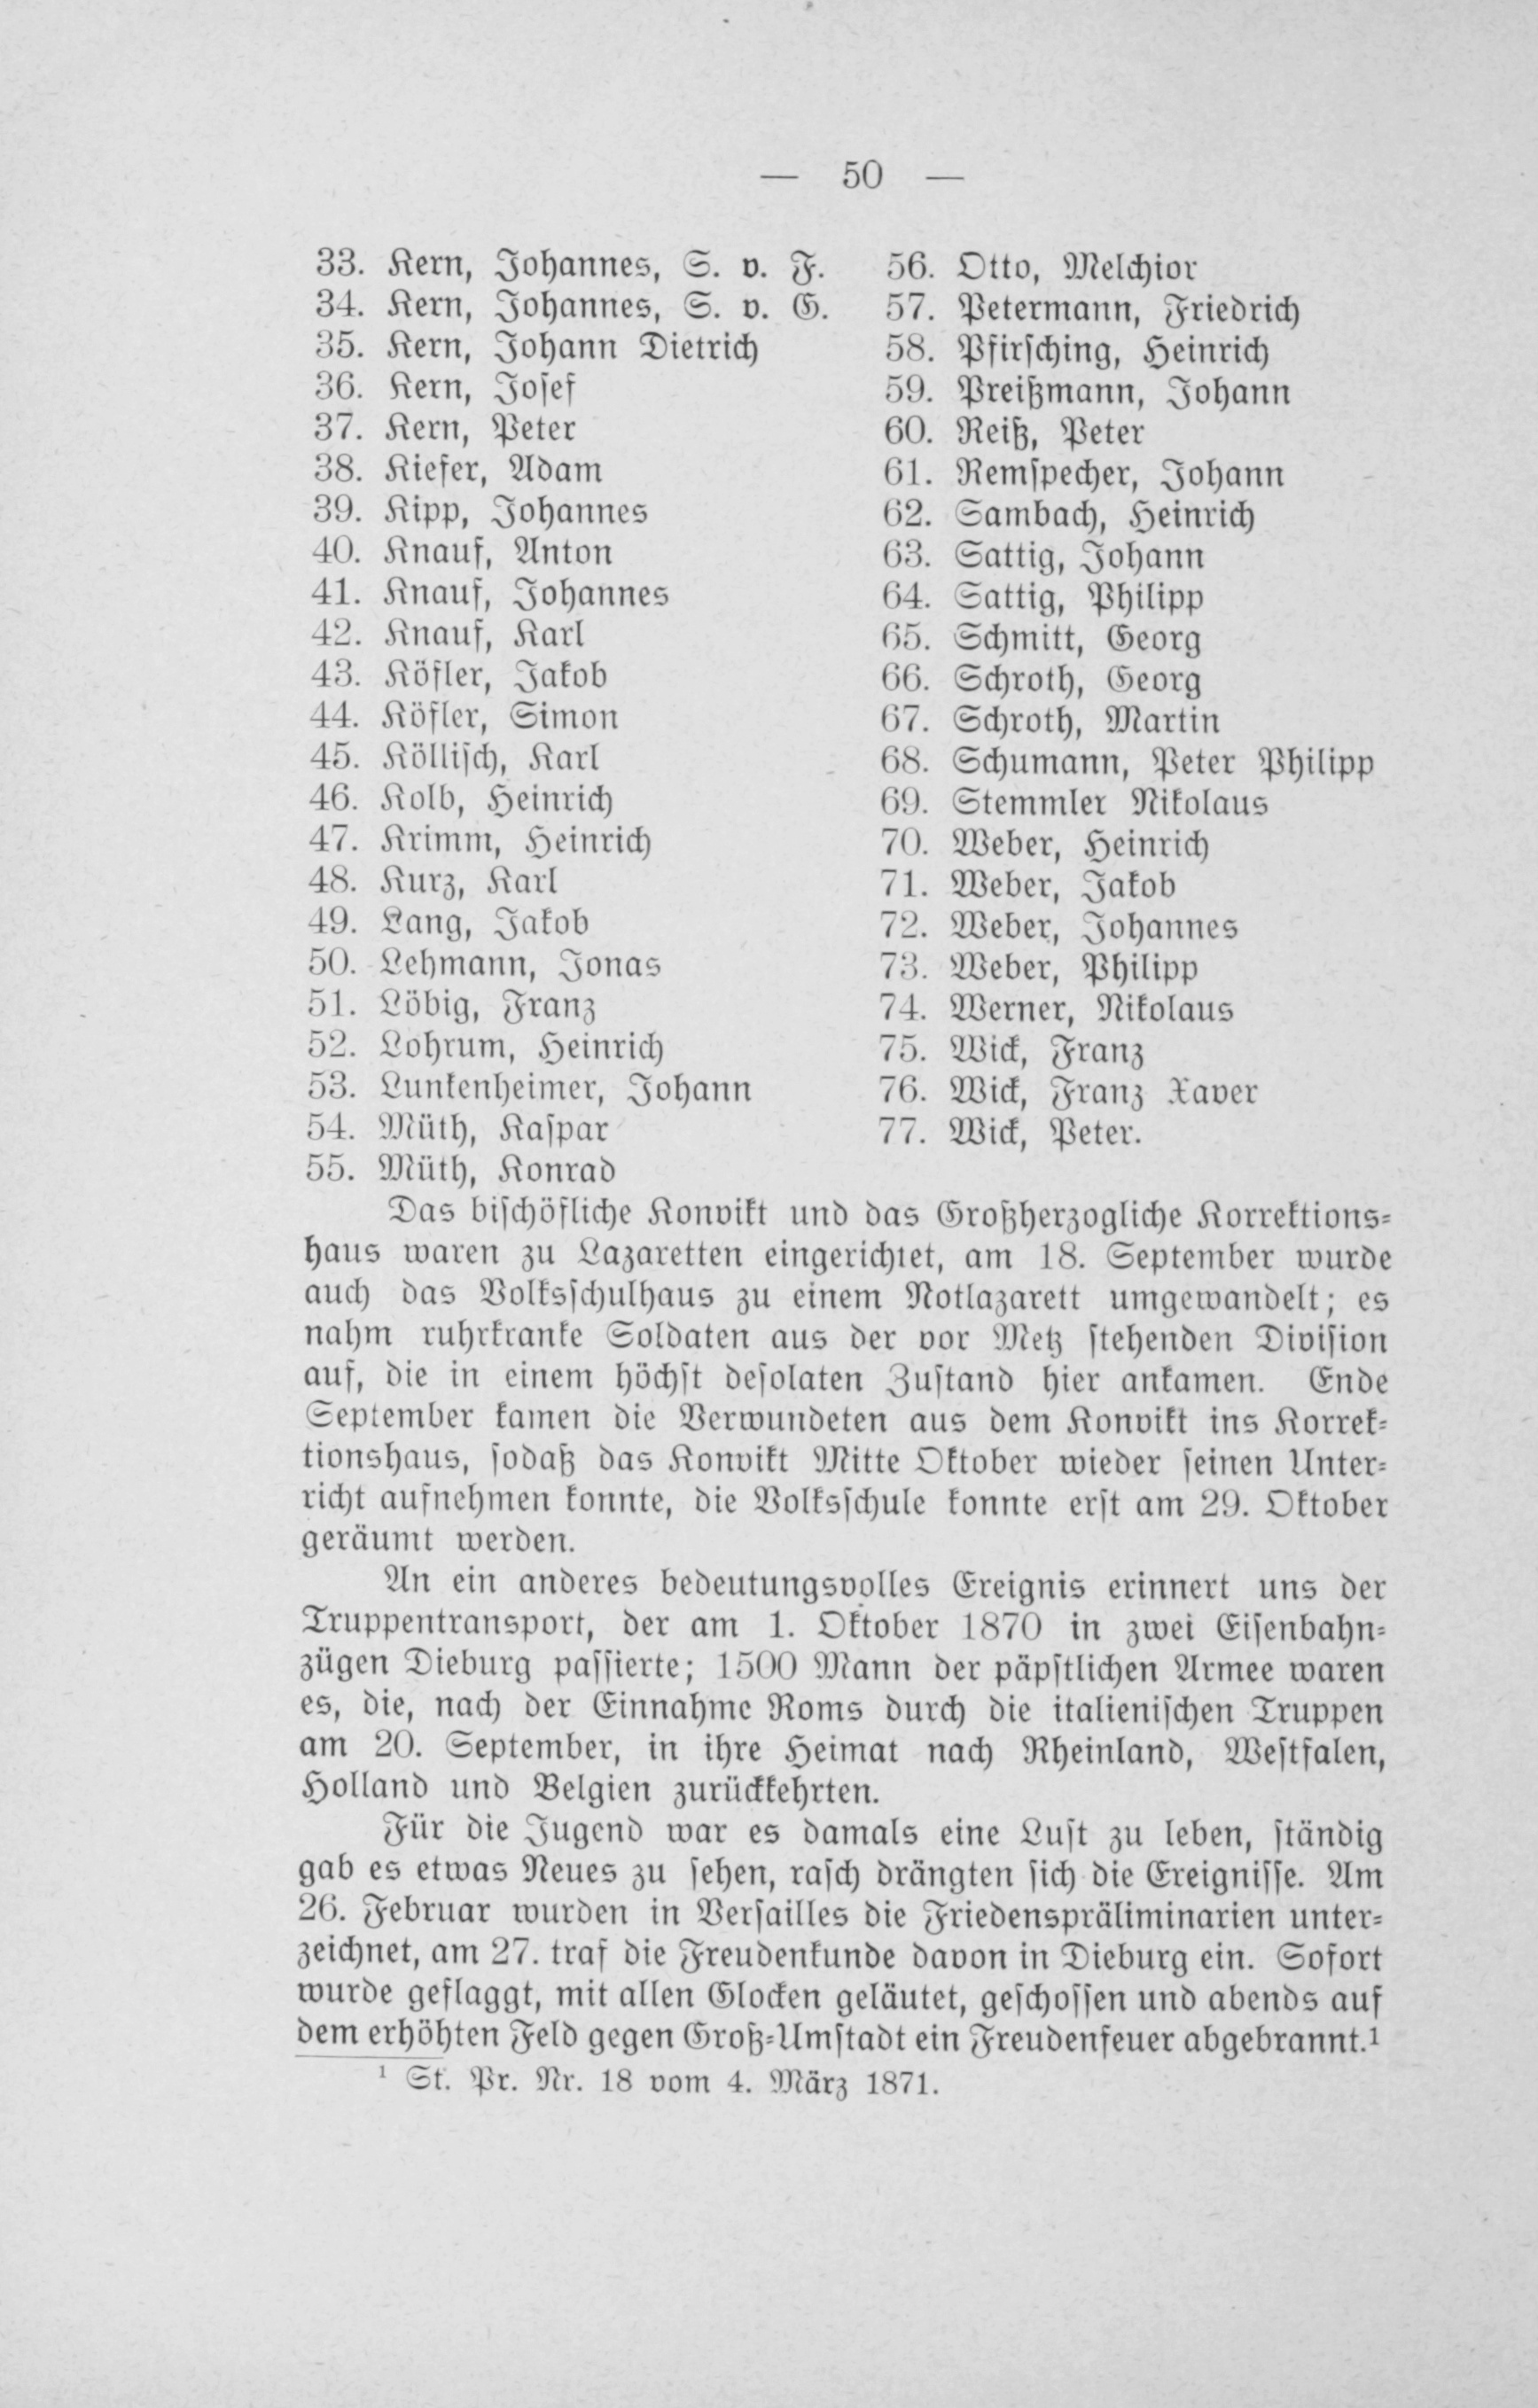 — 50 —
33. Kern, Johannes, S. v. F.
34. Kern, Johannes, S. v. G.
35. Kern, Johann Dietrich
36. Kern, Josef
37. Kern, Peter
38. Kiefer, Adam
39. Kipp, Johannes
40. Knauf, Anton
41. Knauf, Johannes
42. Knauf, Karl
43. Köfler, Jakob
44. Köfler, Simon
45. Köllisch, Karl
46. Kolb, Heinrich
47. Krimm, Heinrich
48. Kurz, Karl
49. Lang, Jakob
50. Lehmann, Jonas
51. Löbig, Franz
52. Lohrum, Heinrich
53. Lunkenheimer, Johann
54. Müth, Kaspar
55. Müth, Konrad
56. Otto, Melchior
57. Petermann, Friedrich
58. Pfirsching, Heinrich
59. Preißmann, Johann
60. Reiß, Peter
61. Remspecher, Johann
62. Sambach, Heinrich
63. Sattig, Johann
64. Sattig, Philipp
65. Schmitt, Georg
66. Schroth, Georg
67. Schroth, Martin
68. Schumann, Peter Philipp
69. Stemmler Nikolaus
70. Weber, Heinrich
71. Weber, Jakob
72. Weber, Johannes
73. Weber, Philipp
74. Werner, Nikolaus
75. Wick, Franz
76. Wick, Franz Xaver
77. Wick, Peter.
Das bischöfliche Konvikt und das Großherzogliche Korrektions-
haus waren zu Lazaretten eingerichtet, am 18. September wurde
auch das Volksschulhaus zu einem Notlazarett umgewandelt; es
nahm ruhrkranke Soldaten aus der vor Metz stehenden Division
auf, die in einem höchst desolaten Zustand hier ankamen. Ende
September kamen die Verwundeten aus dem Konvikt ins Korrek-
tionshaus, sodaß das Konvikt Mitte Oktober wieder seinen Unter-
richt aufnehmen konnte, die Volksschule konnte erst am 29. Oktober
geräumt werden.
An ein anderes bedeutungsvolles Ereignis erinnert uns der
Truppentransport, der am 1. Oktober 1870 in zwei Eisenbahn-
zügen Dieburg passierte; 1500 Mann der päpstlichen Armee waren
es, die, nach der Einnahme Roms durch die italienischen Truppen
am 20. September, in ihre Heimat nach Rheinland, Westfalen,
Holland und Belgien zurückkehrten.
Für die Jugend war es damals eine Lust zu leben, ständig
gab es etwas Neues zu sehen, rasch drängten sich die Ereignisse. Am
26. Februar wurden in Versailles die Friedenspräliminarien unter-
zeichnet, am 27. traf die Freudenkunde davon in Dieburg ein. Sofort
wurde geflaggt, mit allen Glocken geläutet, geschossen und abends auf
dem erhöhten Feld gegen Groß-Umstadt ein Freudenfeuer abgebrannt.¹
¹ St. Pr. Nr. 18 vom 4. März 1871.